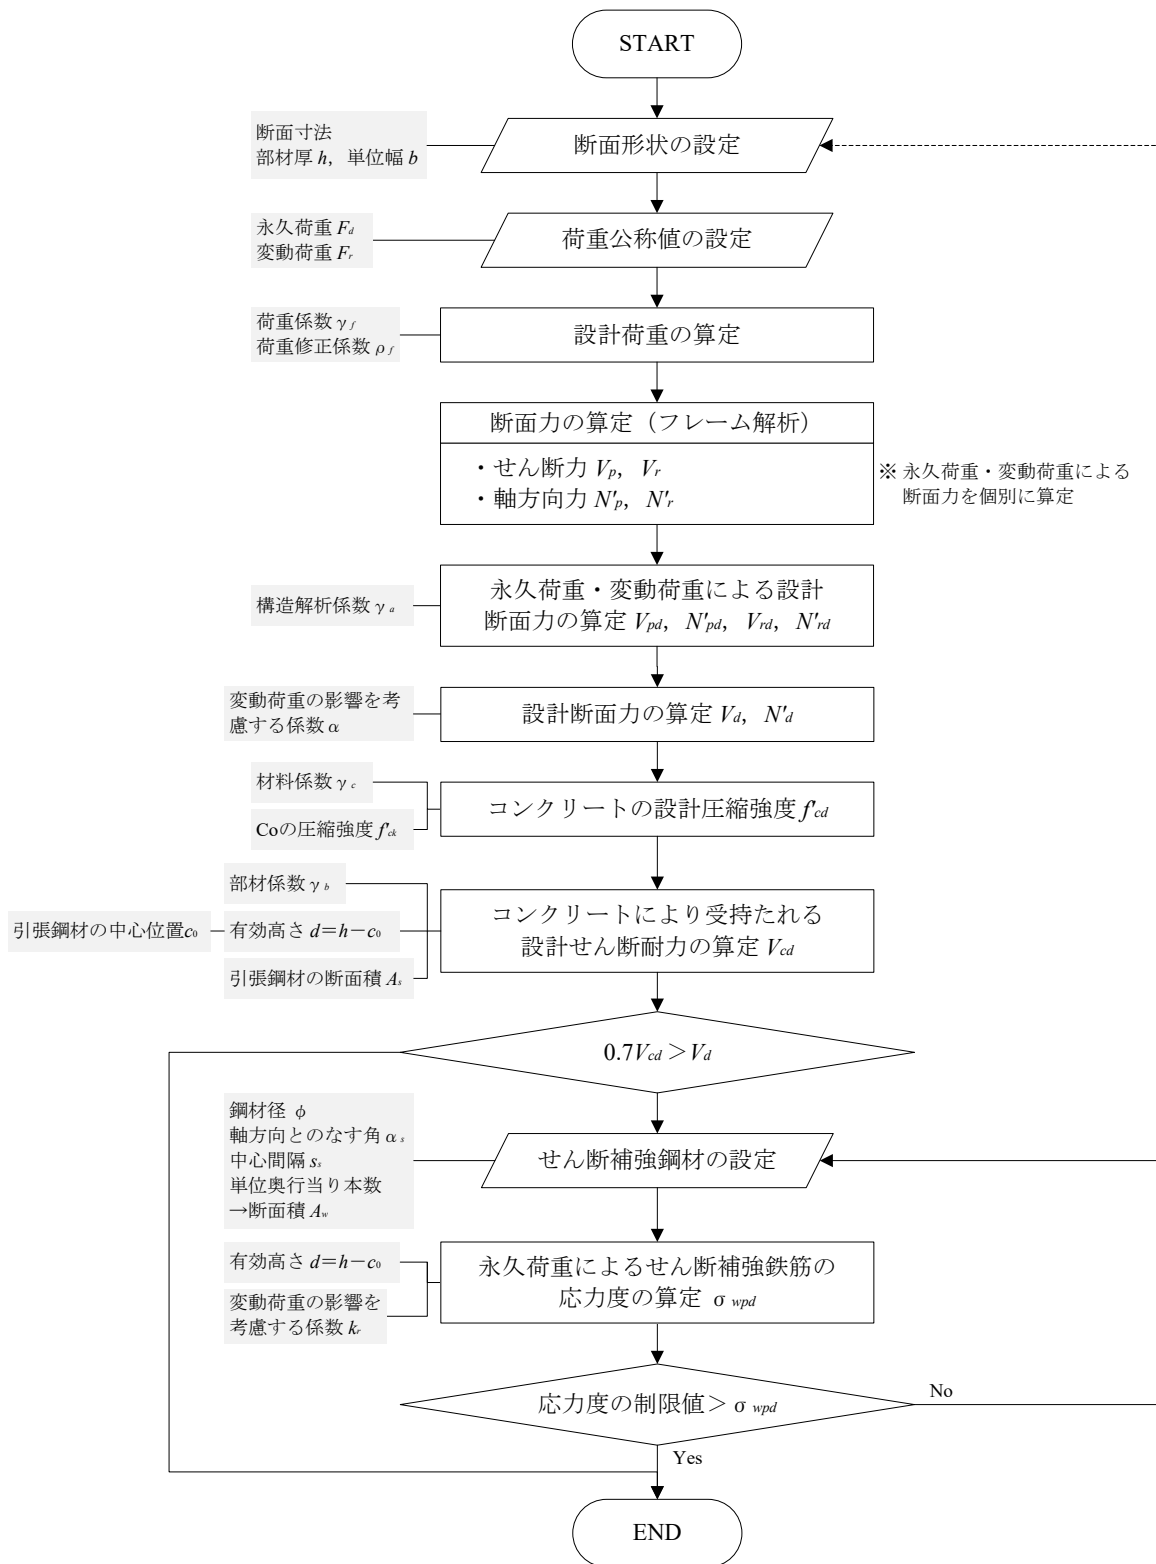 START
断面寸法
部材厚 h, 単位幅 b
断面形状の設定
永久荷重 Fd
変動荷重 Fr
荷重公称値の設定
荷重係数 γf
荷重修正係数 ρf
設計荷重の算定
断面力の算定（フレーム解析）
・せん断力 Vp, Vr
・軸方向力 N'p, N'r
※ 永久荷重・変動荷重による
断面力を個別に算定
構造解析係数 γa
永久荷重・変動荷重による設計
断面力の算定 Vpd, N'pd, Vrd, N'rd
変動荷重の影響を考
慮する係数 α
設計断面力の算定 Vd, N'd
材料係数 γc
Coの圧縮強度 f'ck
コンクリートの設計圧縮強度 f'cd
部材係数 γb
引張鋼材の中心位置c0
有効高さ d＝h－c0
引張鋼材の断面積 As
コンクリートにより受持たれる
設計せん断耐力の算定 Vcd
0.7Vcd＞Vd
鋼材径 φ
軸方向とのなす角 αs
中心間隔 ss
単位奥行当り本数
→断面積 Aw
せん断補強鋼材の設定
有効高さ d＝h－c0
変動荷重の影響を
考慮する係数 kr
永久荷重によるせん断補強鉄筋の
応力度の算定 σwpd
応力度の制限値＞σwpd
No
Yes
END